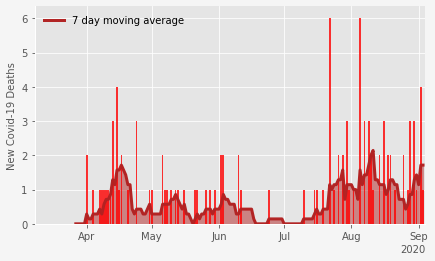 7 day moving average
New Covid-19 Deaths
6
5
4
3
2
1
0
Apr
May
Jun
Jul
Aug
Sep
2020